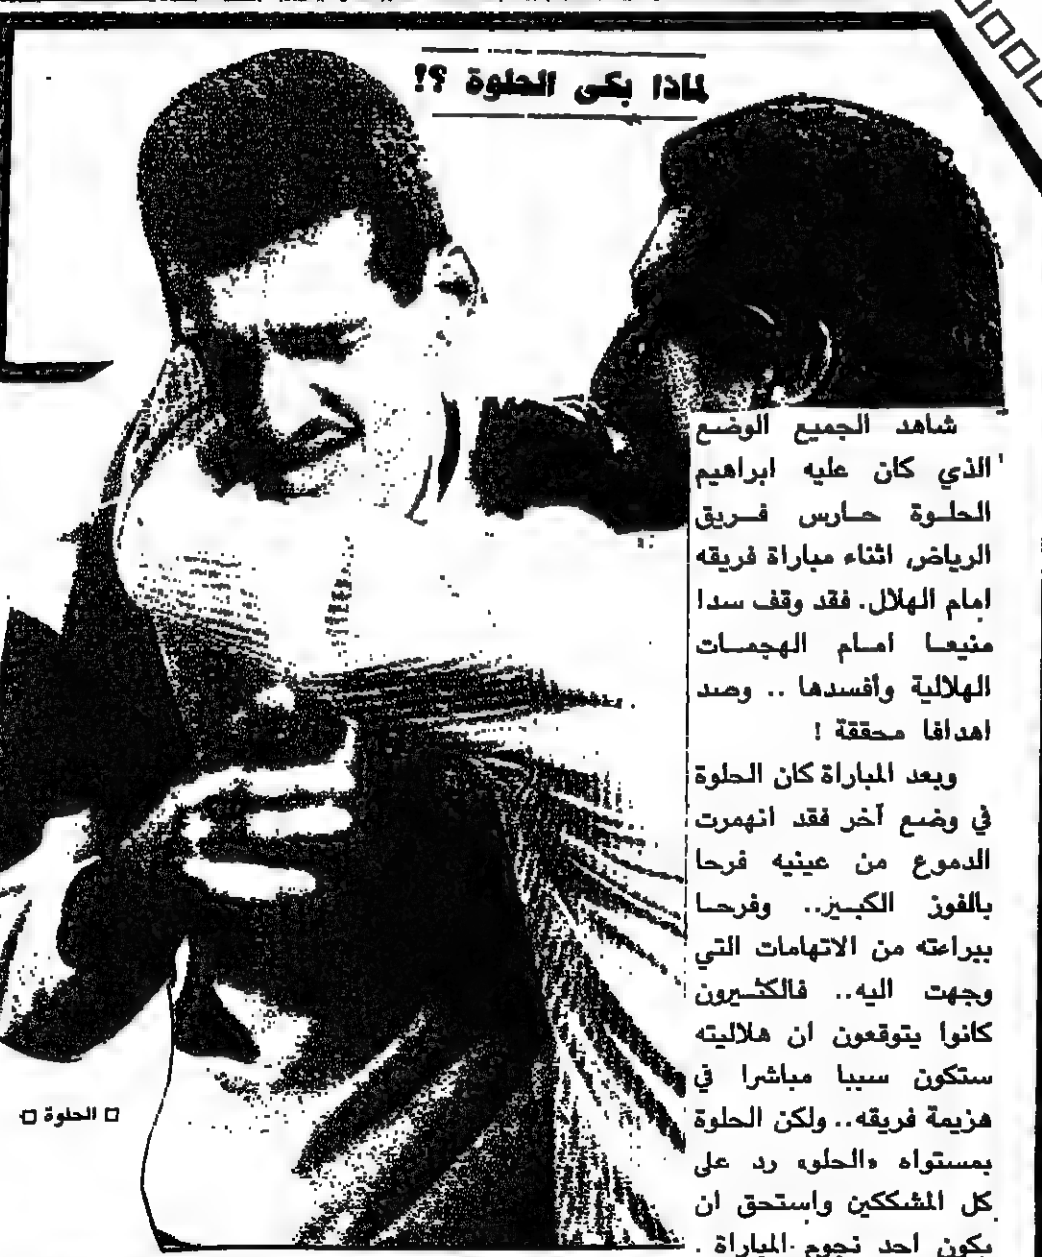 لماذا بكى الحلوة ؟!
شاهد الجميع الوضع
الذي كان عليه ابراهيم
الحلوة حارس فريق
الرياض اثناء مباراة فريقه
امام الهلال. فقد وقف سدا
منيعا امام الهجمات
الهلالية وأفسدها .. وصد
اهدافا محققة !
وبعد المباراة كان الحلوة
في وضع آخر فقد انهمرت
الدموع من عينيه فرحا
بالفوز الكبير.. وفرحا
ببراءته من الاتهامات التي
وجهت اليه.. فالكثيرون
كانوا يتوقعون ان هلاليته
ستكون سببا مباشرا في
هزيمة فريقه.. ولكن الحلوة
بمستواه «الحلو» رد على
كل المشككين واستحق ان
يكون احد نجوم المباراة .
□ الحلوة □